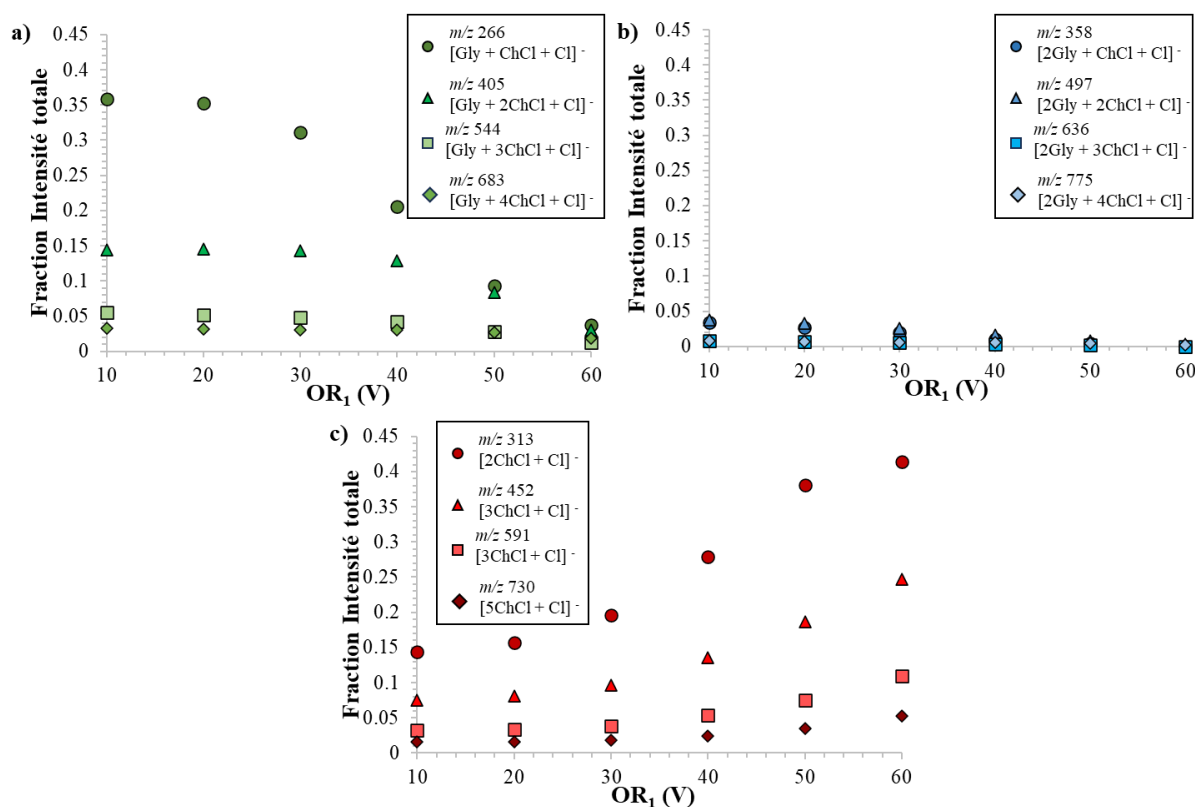 a)
Fraction Intensité totale
0.45
0.4
0.35
0.3
0.25
0.2
0.15
0.1
0.05
0
10 20 30 40 50 60
OR₁ (V)
m/z 266
[Gly + ChCl + Cl] -
m/z 405
[Gly + 2ChCl + Cl] -
m/z 544
[Gly + 3ChCl + Cl] -
m/z 683
[Gly + 4ChCl + Cl] -
b)
Fraction Intensité totale
0.45
0.4
0.35
0.3
0.25
0.2
0.15
0.1
0.05
0
10 20 30 40 50 60
OR₁ (V)
m/z 358
[2Gly + ChCl + Cl] -
m/z 497
[2Gly + 2ChCl + Cl] -
m/z 636
[2Gly + 3ChCl + Cl] -
m/z 775
[2Gly + 4ChCl + Cl] -
c)
Fraction Intensité totale
0.45
0.4
0.35
0.3
0.25
0.2
0.15
0.1
0.05
0
10 20 30 40 50 60
OR₁ (V)
m/z 313
[2ChCl + Cl] -
m/z 452
[3ChCl + Cl] -
m/z 591
[3ChCl + Cl] -
m/z 730
[5ChCl + Cl] -